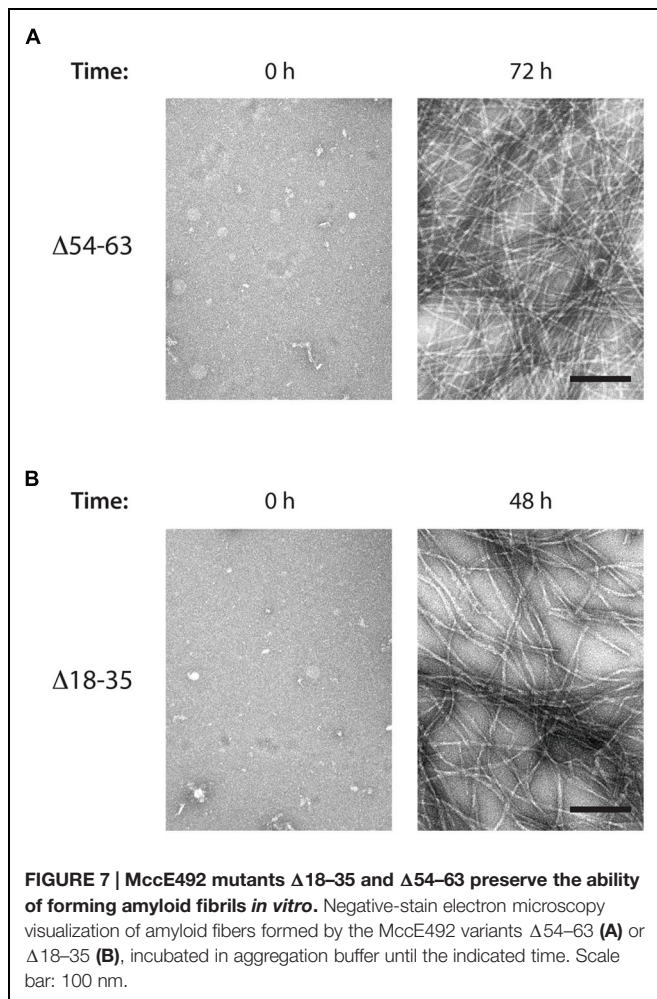 A
Time: 0 h 72 h
Δ54-63
B
Time: 0 h 48 h
Δ18-35
FIGURE 7 | MccE492 mutants Δ18–35 and Δ54–63 preserve the ability
of forming amyloid fibrils in vitro. Negative-stain electron microscopy
visualization of amyloid fibers formed by the MccE492 variants Δ54–63 (A) or
Δ18–35 (B), incubated in aggregation buffer until the indicated time. Scale
bar: 100 nm.